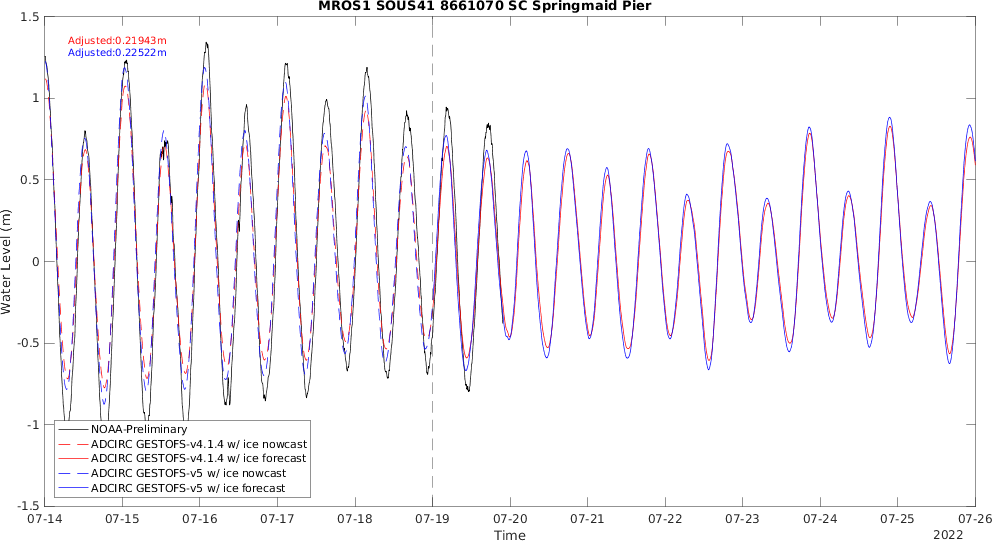 MROS1 SOUS41 8661070 SC Springmaid Pier
Adjusted:0.21943m
Adjusted:0.22522m
1.5
1
0.5
0
-0.5
-1
-1.5
Water Level (m)
NOAA-Preliminary
ADCIRC GESTOFS-v4.1.4 w/ ice nowcast
ADCIRC GESTOFS-v4.1.4 w/ ice forecast
ADCIRC GESTOFS-v5 w/ ice nowcast
ADCIRC GESTOFS-v5 w/ ice forecast
07-14 07-15 07-16 07-17 07-18 07-19 07-20 07-21 07-22 07-23 07-24 07-25 07-26
Time
2022